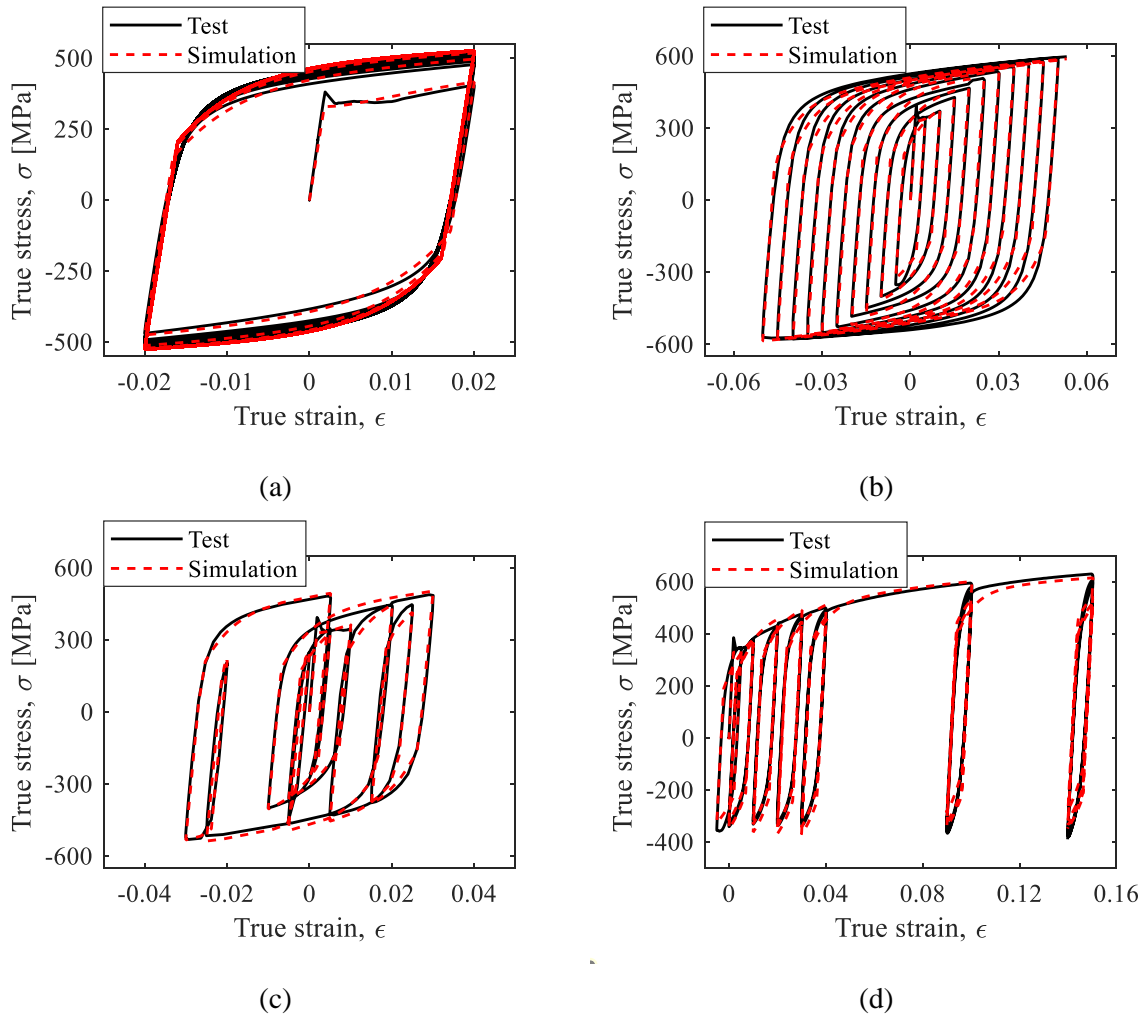 Test
Simulation
500
250
0
-250
-500
True stress, σ [MPa]
-0.02
-0.01
0
0.01
0.02
True strain, ϵ
(a)
Test
Simulation
600
300
0
-300
-600
True stress, σ [MPa]
-0.06
-0.03
0
0.03
0.06
True strain, ϵ
(b)
Test
Simulation
600
300
0
-300
-600
True stress, σ [MPa]
-0.04
-0.02
0
0.02
0.04
True strain, ϵ
(c)
Test
Simulation
600
400
200
0
-200
-400
True stress, σ [MPa]
0
0.04
0.08
0.12
0.16
True strain, ϵ
(d)